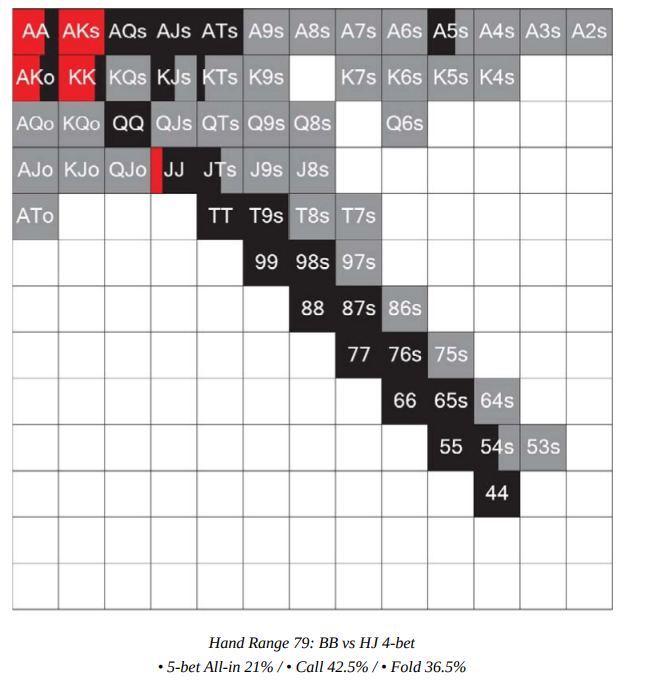 AA AKs AQs AJs ATs A9s A8s A7s A6s A5s A4s A3s A2s
AKo KK KQs KJs KTs K9s K7s K6s K5s K4s
AQo KQo QQ QJs QTs Q9s Q8s Q6s
AJo KJo QJo JJ JTs J9s J8s
ATo TT T9s T8s T7s
99 98s 97s
88 87s 86s
77 76s 75s
66 65s 64s
55 54s 53s
44
Hand Range 79: BB vs HJ 4-bet
• 5-bet All-in 21% / • Call 42.5% / • Fold 36.5%